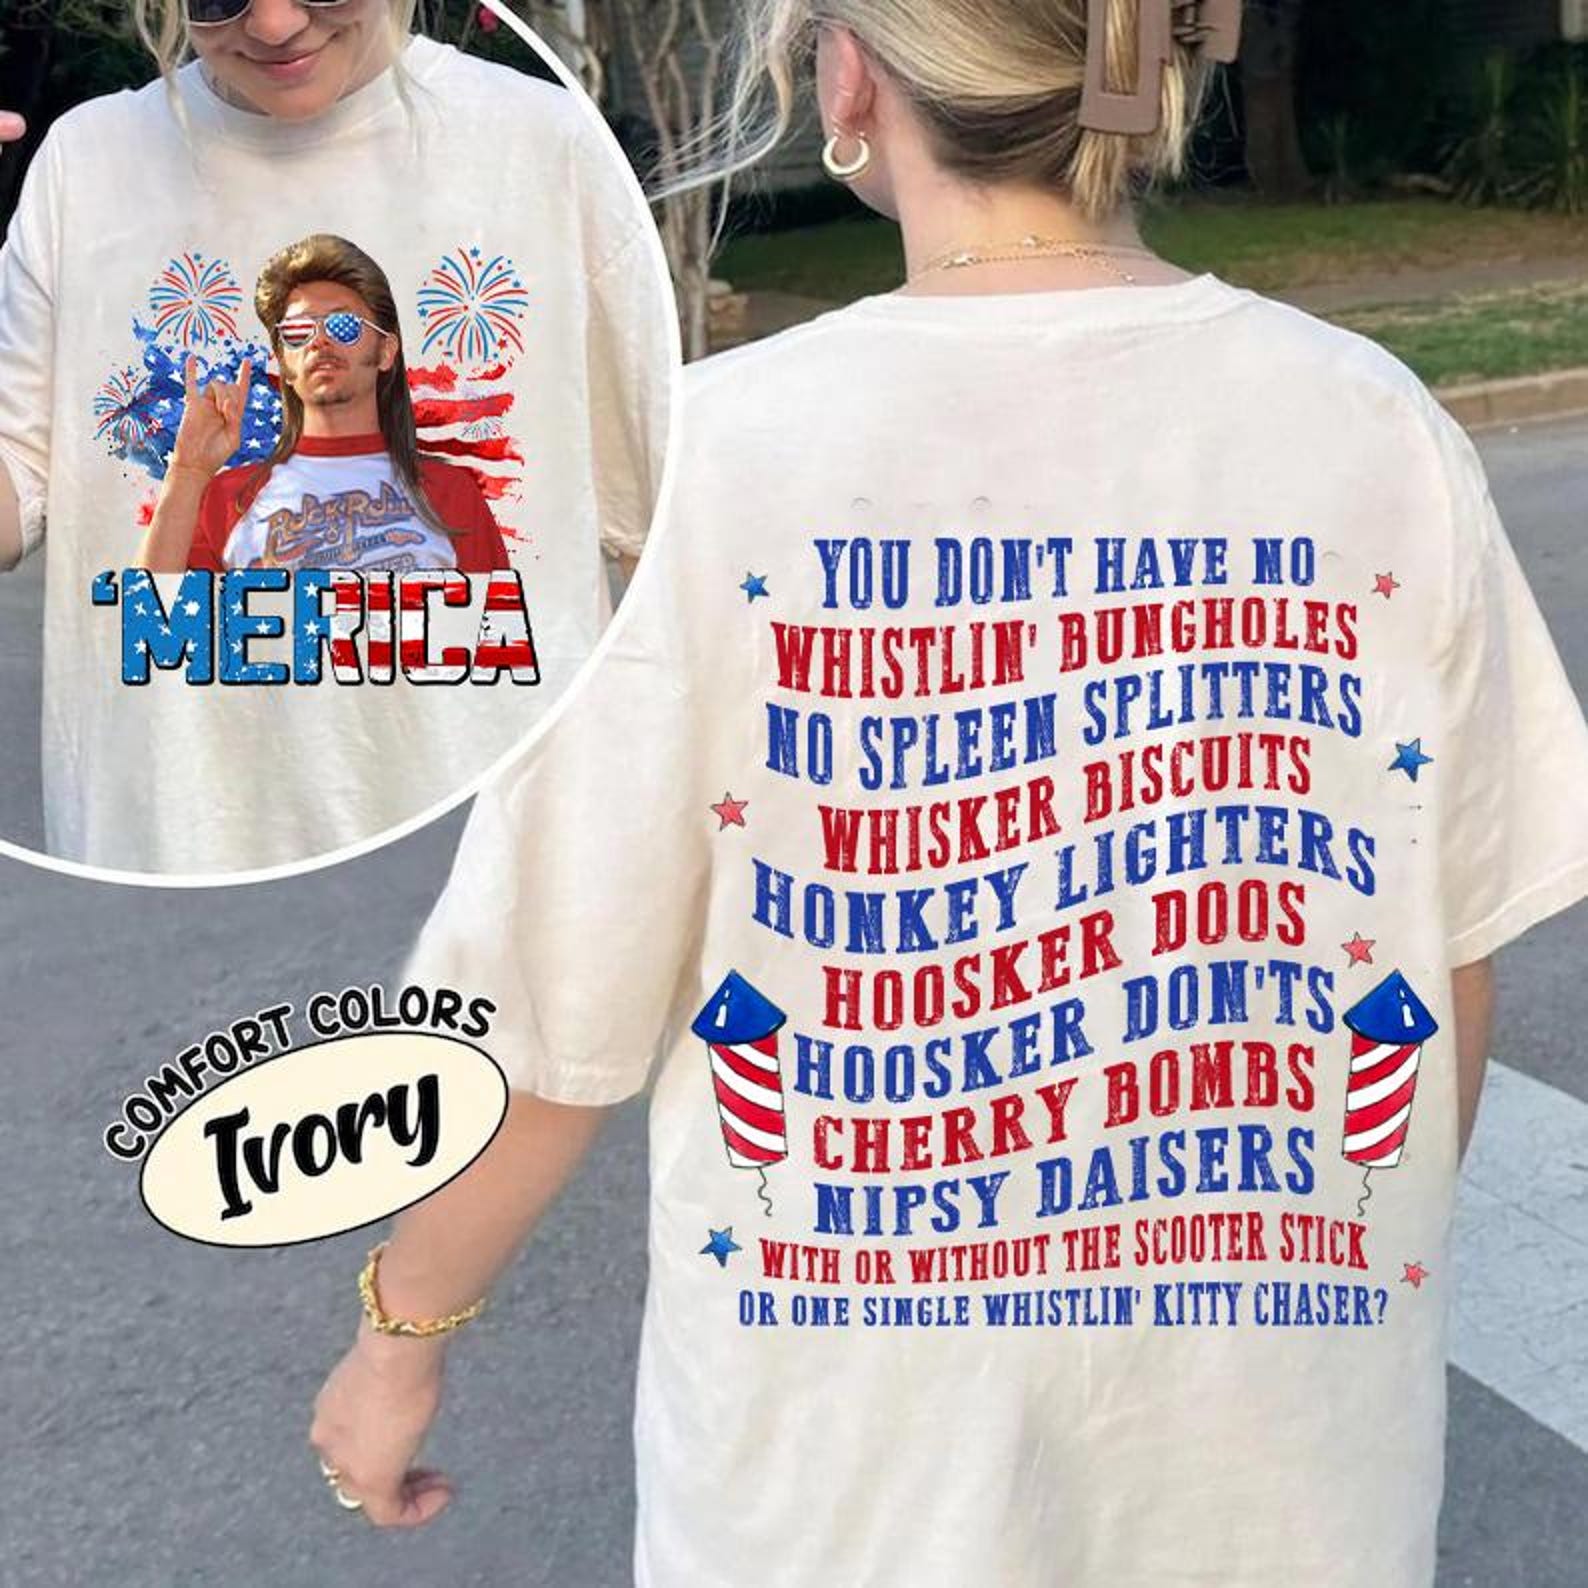 ROCK & ROLL
'MERICA
COMFORT COLORS
Ivory
YOU DON'T HAVE NO
WHISTLIN' BUNGHOLES
NO SPLEEN SPLITTERS
WHISKER BISCUITS
HONKEY LIGHTERS
HOOSKER DOOS
HOOSKER DON'TS
CHERRY BOMBS
NIPSY DAISERS
WITH OR WITHOUT THE SCOOTER STICK
OR ONE SINGLE WHISTLIN' KITTY CHASER?